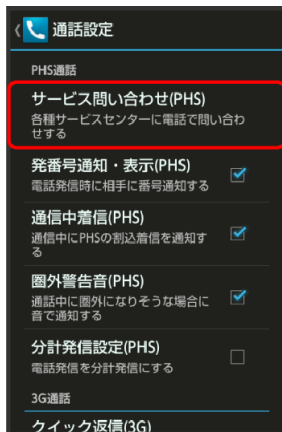 通話設定
PHS通話
サービス問い合わせ(PHS)
各種サービスセンターに電話で問い合わ
せする
発番号通知・表示(PHS)
電話発信時に相手に番号通知する
通信中着信(PHS)
通信中にPHSの割込着信を通知す
る
圏外警告音(PHS)
通話中に圏外になりそうな場合に
音で通知する
分計発信設定(PHS)
電話発信を分計発信にする
3G通話
クイック返信(3G)